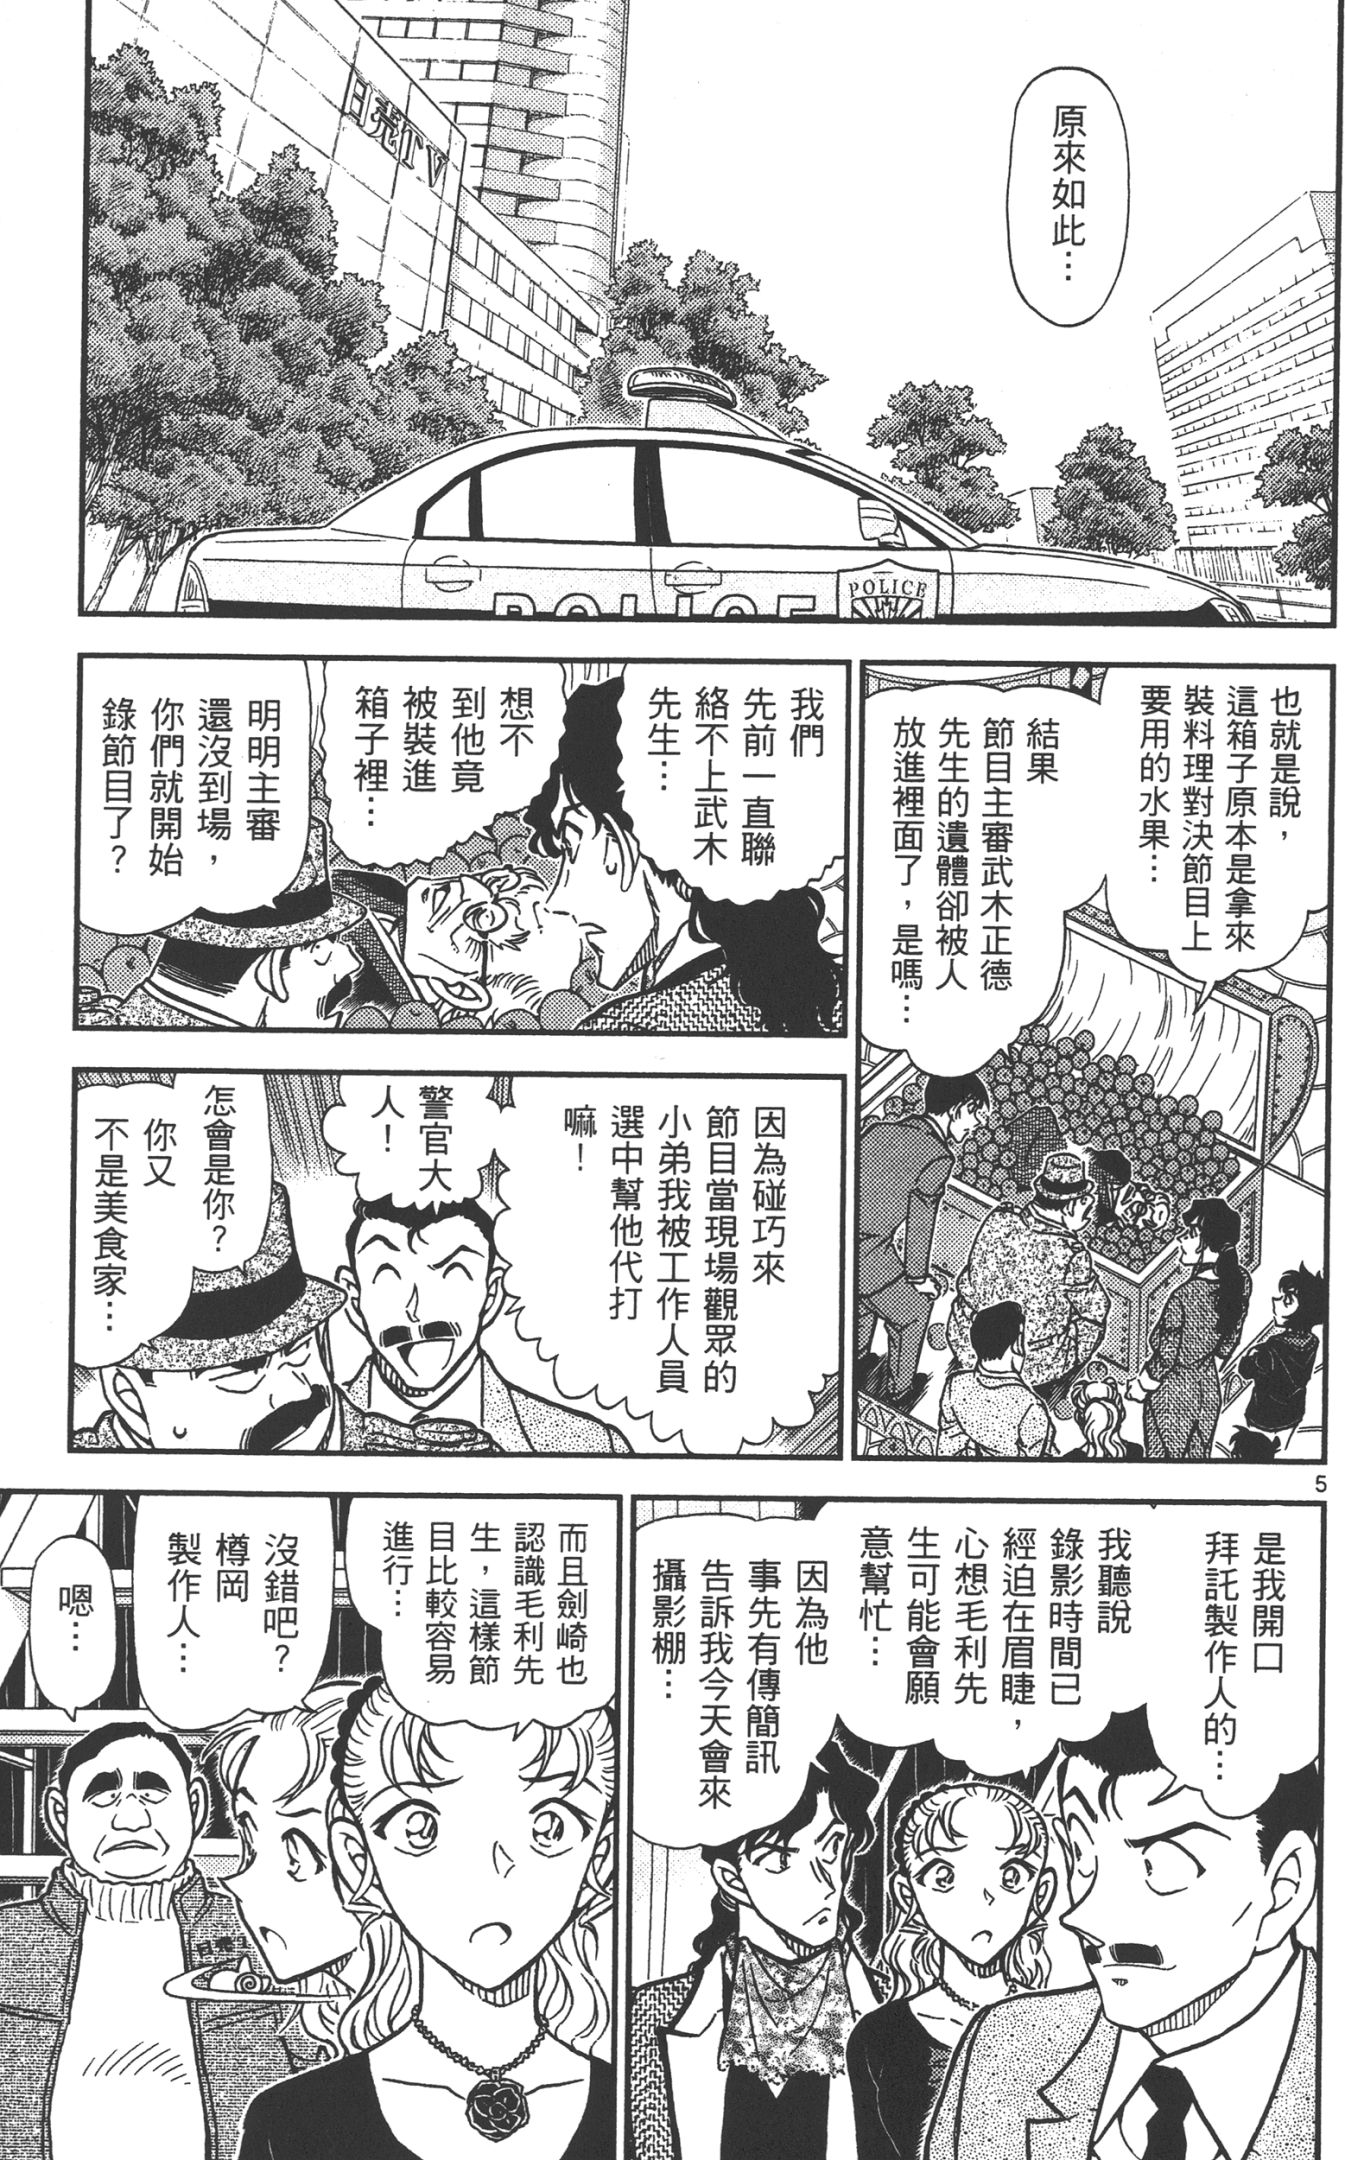 原來如此…
日売TV
POLICE
POLICE
也就是說，
這箱子原本是拿來
裝料理對決節目上
要用的水果…
結果
節目主審武木正德
先生的遺體卻被人
放進裡面了，是嗎…
我們
先前一直聯
絡不上武木
先生…
想不
到他竟
被裝進
箱子裡…
明明主審
還沒到場，
你們就開始
錄節目了？
因為碰巧來
節目當現場觀眾的
小弟我被工作人員
選中幫他代打
嘛！
警官大
人！
怎會是你？
你又
不是美食家…
5
是我開口
拜託製作人的…
我聽說
錄影時間已
經迫在眉睫，
心想毛利先
生可能會願
意幫忙…
因為他
事先有傳簡訊
告訴我今天會來
攝影棚…
而且劍崎也
認識毛利先
生，這樣節
目比較容易
進行…
沒錯吧？
樽岡
製作人…
嗯…
日売